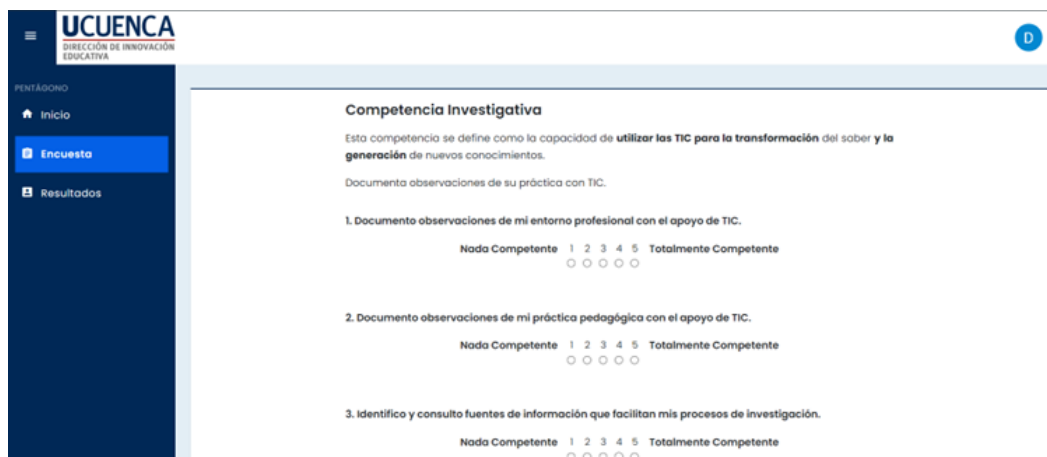 UCUENCA
DIRECCIÓN DE INNOVACIÓN
EDUCATIVA
D
PENTÁGONO
Inicio
Encuesta
Resultados
Competencia Investigativa
Esta competencia se define como la capacidad de utilizar las TIC para la transformación del saber y la
generación de nuevos conocimientos.
Documenta observaciones de su práctica con TIC.
1. Documento observaciones de mi entorno profesional con el apoyo de TIC.
Nada Competente 1 2 3 4 5 Totalmente Competente
2. Documento observaciones de mi práctica pedagógica con el apoyo de TIC.
Nada Competente 1 2 3 4 5 Totalmente Competente
3. Identifico y consulto fuentes de información que facilitan mis procesos de investigación.
Nada Competente 1 2 3 4 5 Totalmente Competente